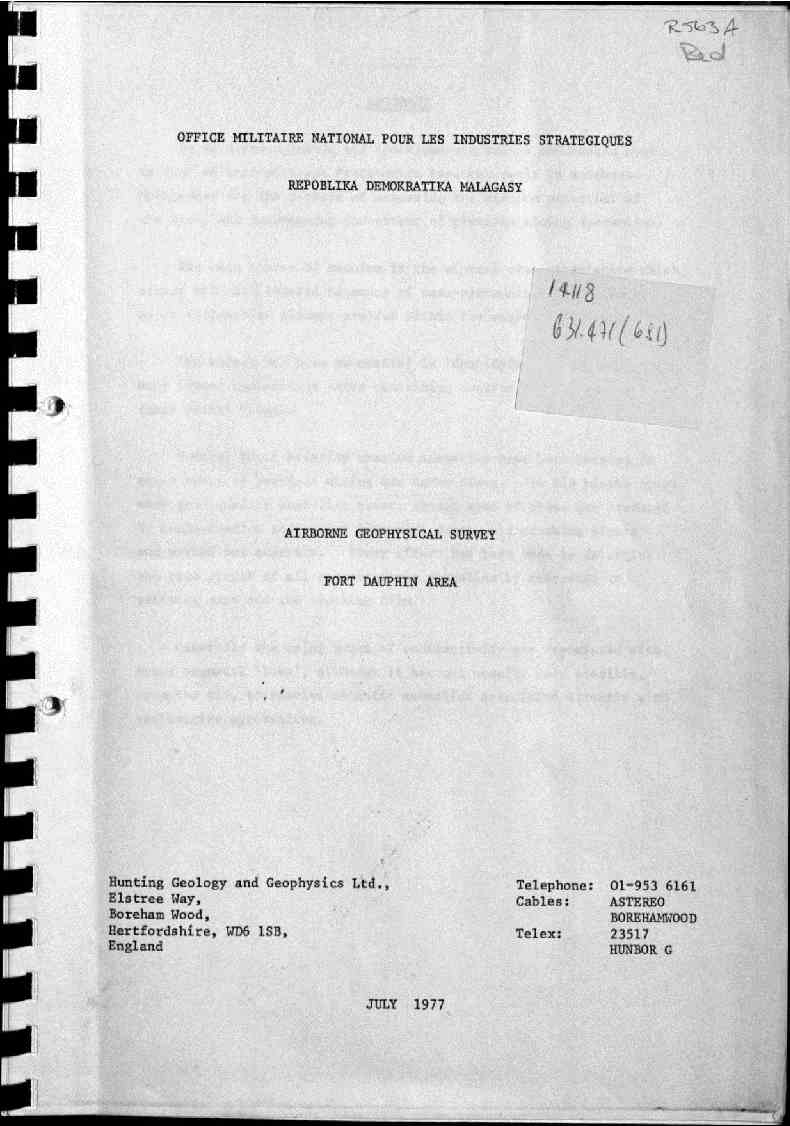 R563A
OFFICE MILITAIRE NATIONAL POUR LES INDUSTRIES STRATEGIQUES
REPOBLIKA DEMOKRATIKA MALAGASY
14118
631.471(681)
AIRBORNE GEOPHYSICAL SURVEY
FORT DAUPHIN AREA
Hunting Geology and Geophysics Ltd.,
Elstree Way,
Boreham Wood,
Hertfordshire, WD6 1SB,
England
Telephone: 01-953 6161
Cables: ASTEREO
BOREHAMWOOD
Telex: 23517
HUNBOR G
JULY 1977